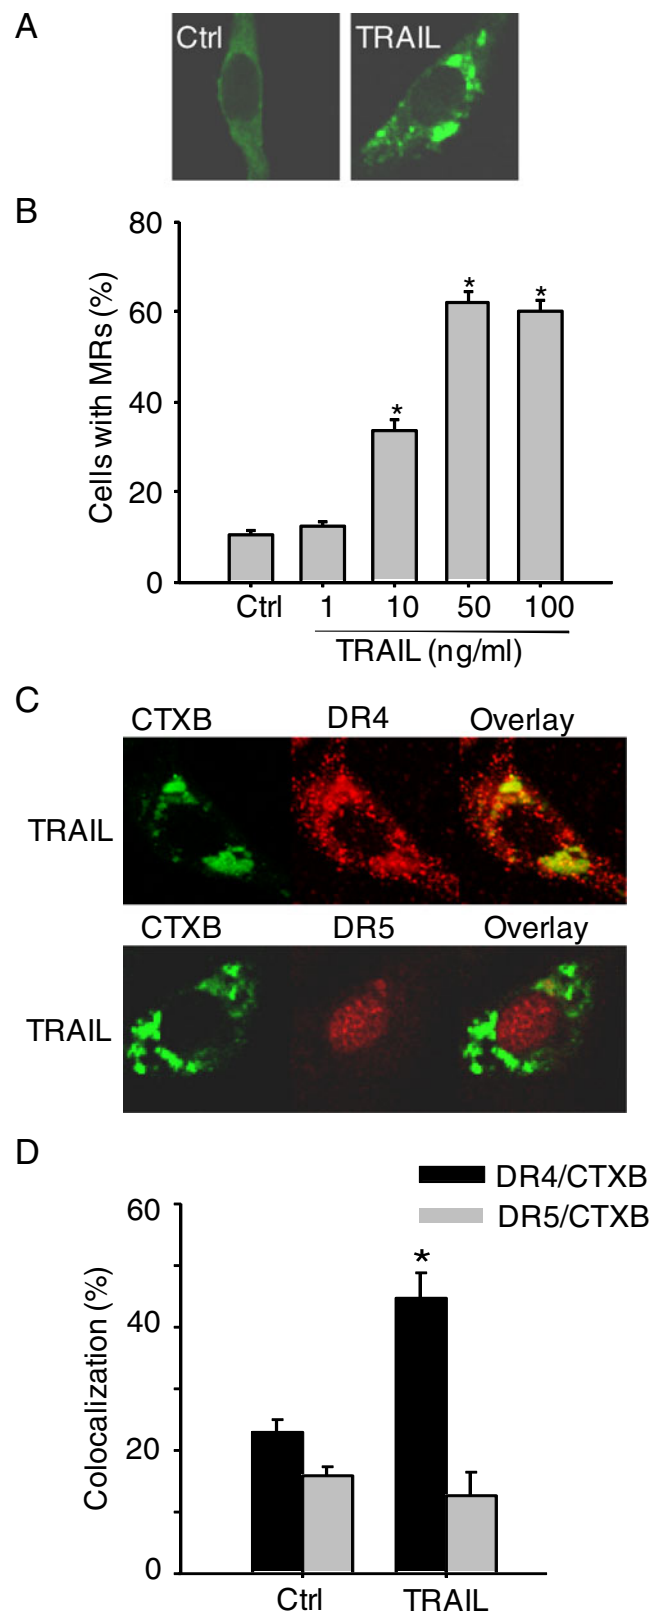 A
Ctrl TRAIL
B
Cells with MRs (%)
80
60
40
20
0
* * *
Ctrl 1 10 50 100
TRAIL (ng/ml)
C
CTXB DR4 Overlay
TRAIL
CTXB DR5 Overlay
TRAIL
D
DR4/CTXB
DR5/CTXB
Colocalization (%)
60
40
20
0
*
Ctrl TRAIL